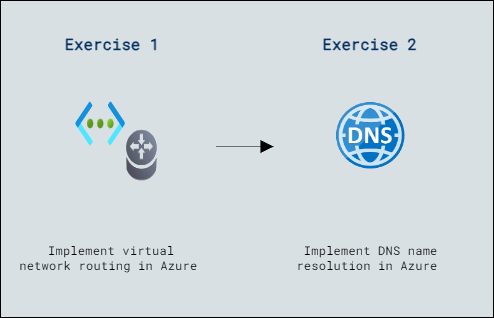 Exercise 1
Exercise 2
DNS
Implement virtual
network routing in Azure
Implement DNS name
resolution in Azure